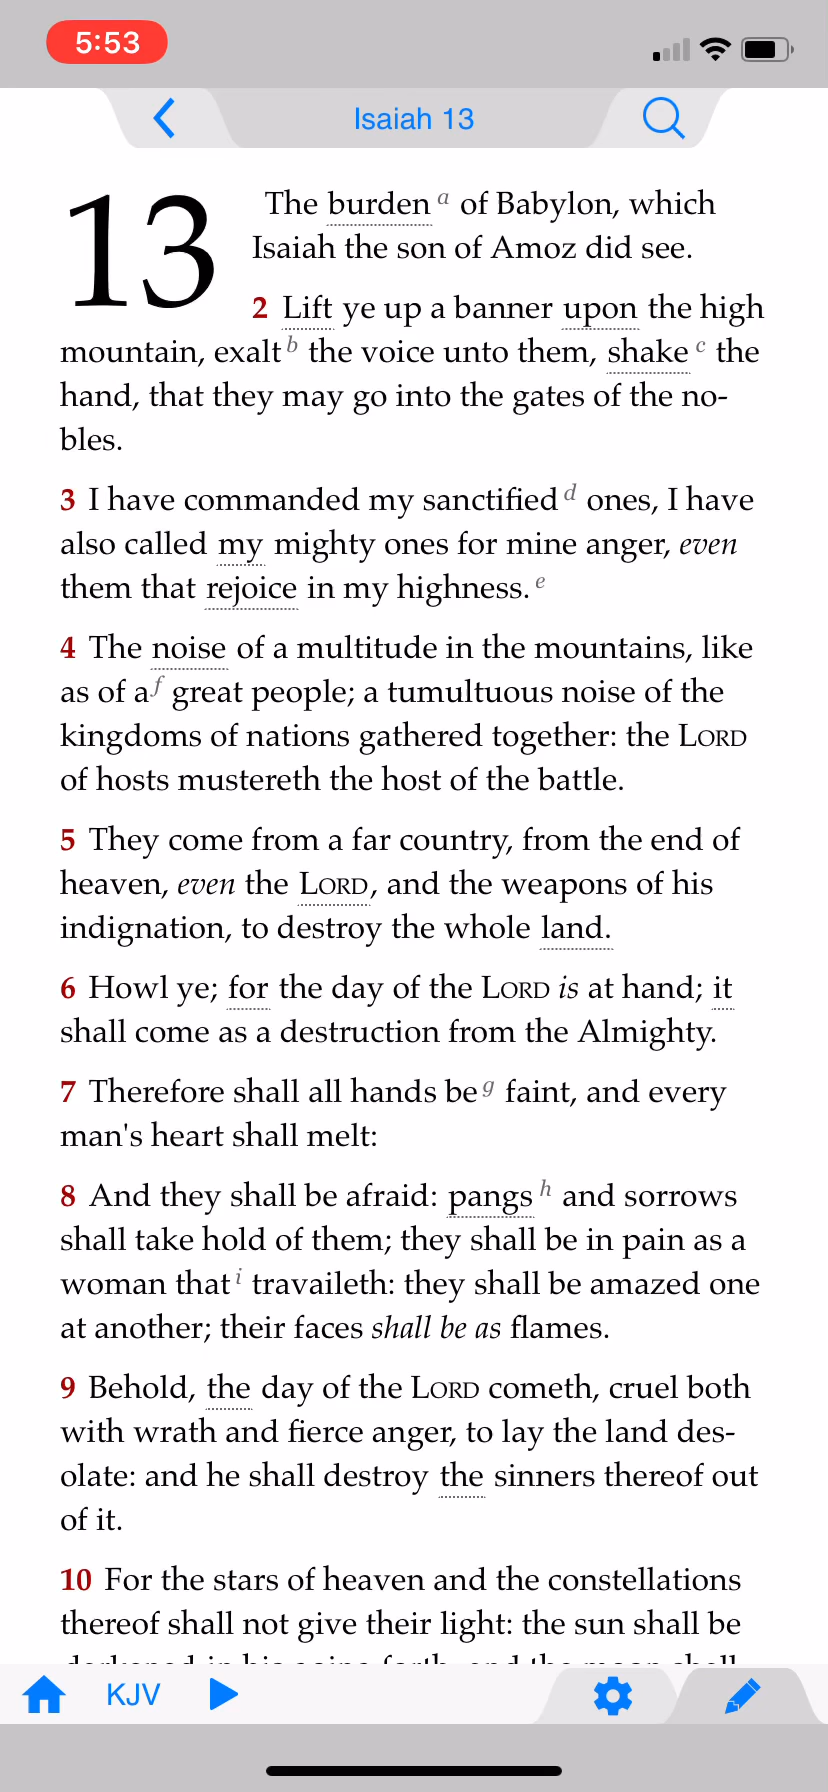 5:53
Isaiah 13
13 The burden a of Babylon, which
Isaiah the son of Amoz did see.
2 Lift ye up a banner upon the high
mountain, exalt b the voice unto them, shake c the
hand, that they may go into the gates of the no-
bles.
3 I have commanded my sanctified d ones, I have
also called my mighty ones for mine anger, even
them that rejoice in my highness. e
4 The noise of a multitude in the mountains, like
as of a f great people; a tumultuous noise of the
kingdoms of nations gathered together: the LORD
of hosts mustereth the host of the battle.
5 They come from a far country, from the end of
heaven, even the LORD, and the weapons of his
indignation, to destroy the whole land.
6 Howl ye; for the day of the LORD is at hand; it
shall come as a destruction from the Almighty.
7 Therefore shall all hands be g faint, and every
man's heart shall melt:
8 And they shall be afraid: pangs h and sorrows
shall take hold of them; they shall be in pain as a
woman that i travaileth: they shall be amazed one
at another; their faces shall be as flames.
9 Behold, the day of the LORD cometh, cruel both
with wrath and fierce anger, to lay the land des-
olate: and he shall destroy the sinners thereof out
of it.
10 For the stars of heaven and the constellations
thereof shall not give their light: the sun shall be
darkened in his going forth, and the moon shall
KJV